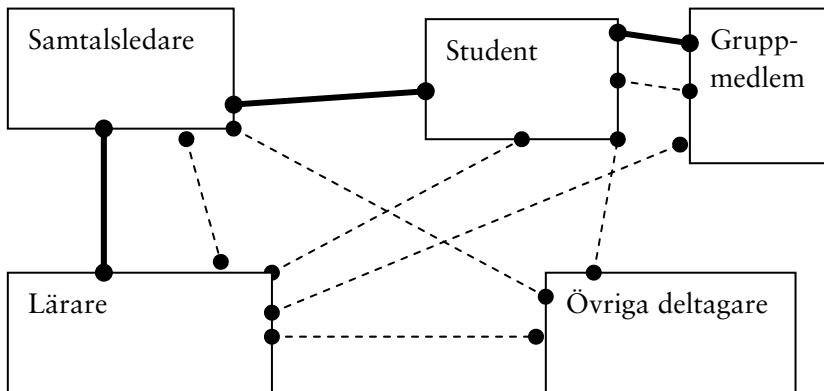 Samtalsledare
Student
Grupp-
medlem
Lärare
Övriga deltagare